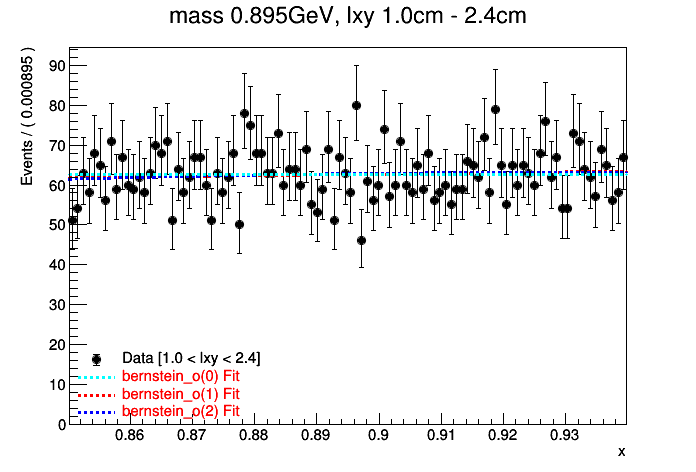 mass 0.895GeV, lxy 1.0cm - 2.4cm
Events / ( 0.000895 )
90
80
70
60
50
40
30
20
10
0
Data [1.0 < lxy < 2.4]
bernstein_o(0) Fit
bernstein_o(1) Fit
bernstein_o(2) Fit
0.86 0.87 0.88 0.89 0.9 0.91 0.92 0.93
x